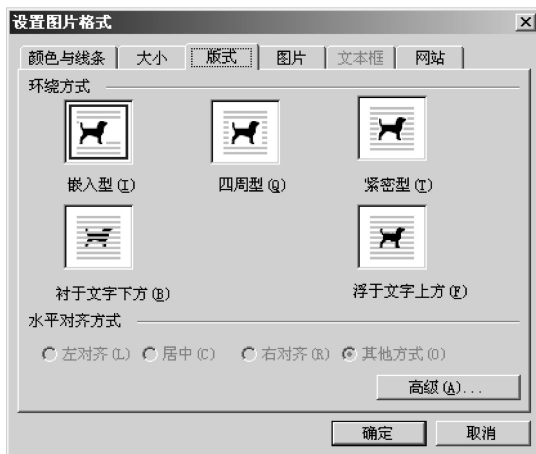 设置图片格式
颜色与线条 大小 版式 图片 文本框 网站
环绕方式
嵌入型(I) 四周型(Q) 紧密型(T)
衬于文字下方(B) 浮于文字上方(F)
水平对齐方式
左对齐(L) 居中(C) 右对齐(R) 其他方式(O)
高级(A)...
确定 取消